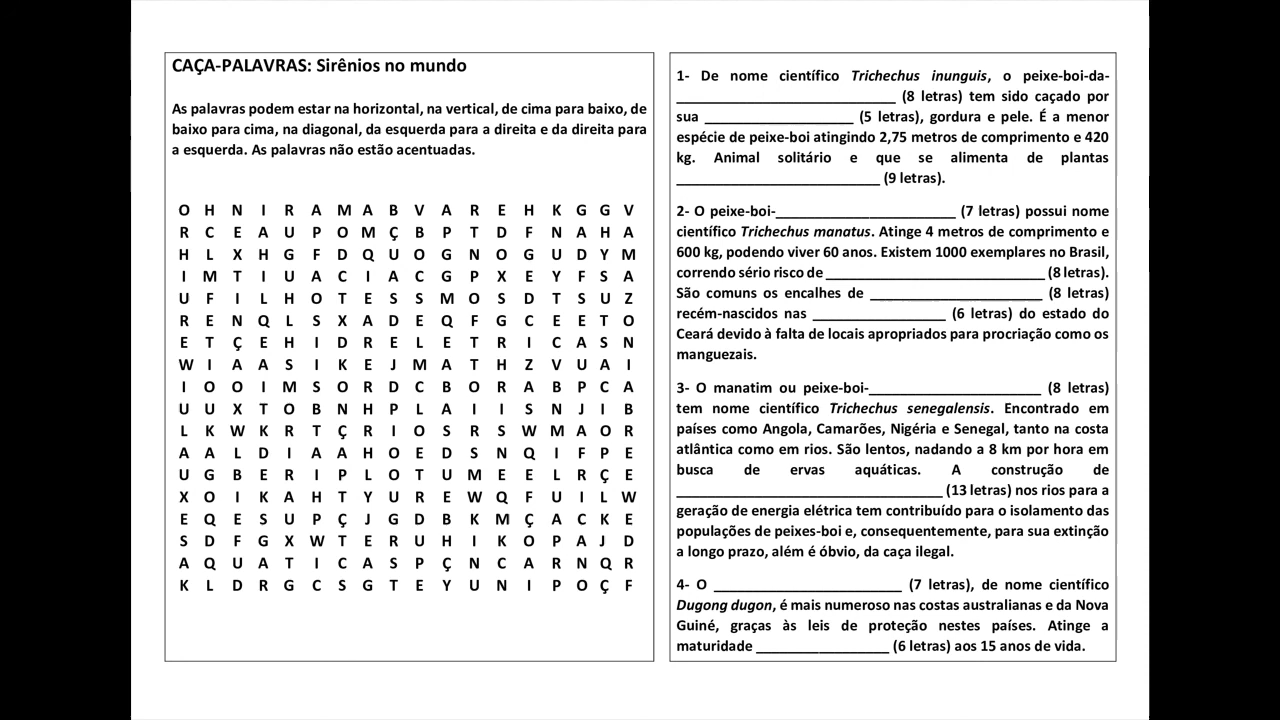 CAÇA-PALAVRAS: Sirênios no mundo
As palavras podem estar na horizontal, na vertical, de cima para baixo, de
baixo para cima, na diagonal, da esquerda para a direita e da direita para
a esquerda. As palavras não estão acentuadas.
O H N I R A M A B V A R E H K G G V
R C E A U P O M Ç B P T D F N A H A
H L X H G F D Q U O G N O G U D Y M
I M T I U A C I A C G P X E Y F S A
U F I L H O T E S S M O S D T S U Z
R E N Q L S X A D E Q F G C E E T O
E T Ç E H I D R E L E T R I C A S N
W I A A S I K E J M A T H Z V U A I
I O O I M S O R D C B O R A B P C A
U U X T O B N H P L A I I S N J I B
L K W K R T Ç R I O S R S W M A O R
A A L D I A A H O E D S N Q I F P E
U G B E R I P L O T U M E E L R Ç E
X O I K A H T Y U R E W Q F U I L W
E Q E S U P Ç J G D B K M Ç A C K E
S D F G X W T E R U H I K O P A J D
A Q U A T I C A S P Ç N C A R N Q R
K L D R G C S G T E Y U N I P O Ç F
1- De nome científico Trichechus inunguis, o peixe-boi-da-
____________________________ (8 letras) tem sido caçado por
sua ___________________ (5 letras), gordura e pele. É a menor
espécie de peixe-boi atingindo 2,75 metros de comprimento e 420
kg. Animal solitário e que se alimenta de plantas
__________________________ (9 letras).
2- O peixe-boi-_______________________ (7 letras) possui nome
científico Trichechus manatus. Atinge 4 metros de comprimento e
600 kg, podendo viver 60 anos. Existem 1000 exemplares no Brasil,
correndo sério risco de ____________________________ (8 letras).
São comuns os encalhes de ______________________ (8 letras)
recém-nascidos nas _________________ (6 letras) do estado do
Ceará devido à falta de locais apropriados para procriação como os
manguezais.
3- O manatim ou peixe-boi-______________________ (8 letras)
tem nome científico Trichechus senegalensis. Encontrado em
países como Angola, Camarões, Nigéria e Senegal, tanto na costa
atlântica como em rios. São lentos, nadando a 8 km por hora em
busca de ervas aquáticas. A construção de
__________________________________ (13 letras) nos rios para a
geração de energia elétrica tem contribuído para o isolamento das
populações de peixes-boi e, consequentemente, para sua extinção
a longo prazo, além é óbvio, da caça ilegal.
4- O ________________________ (7 letras), de nome científico
Dugong dugon, é mais numeroso nas costas australianas e da Nova
Guiné, graças às leis de proteção nestes países. Atinge a
maturidade _________________ (6 letras) aos 15 anos de vida.